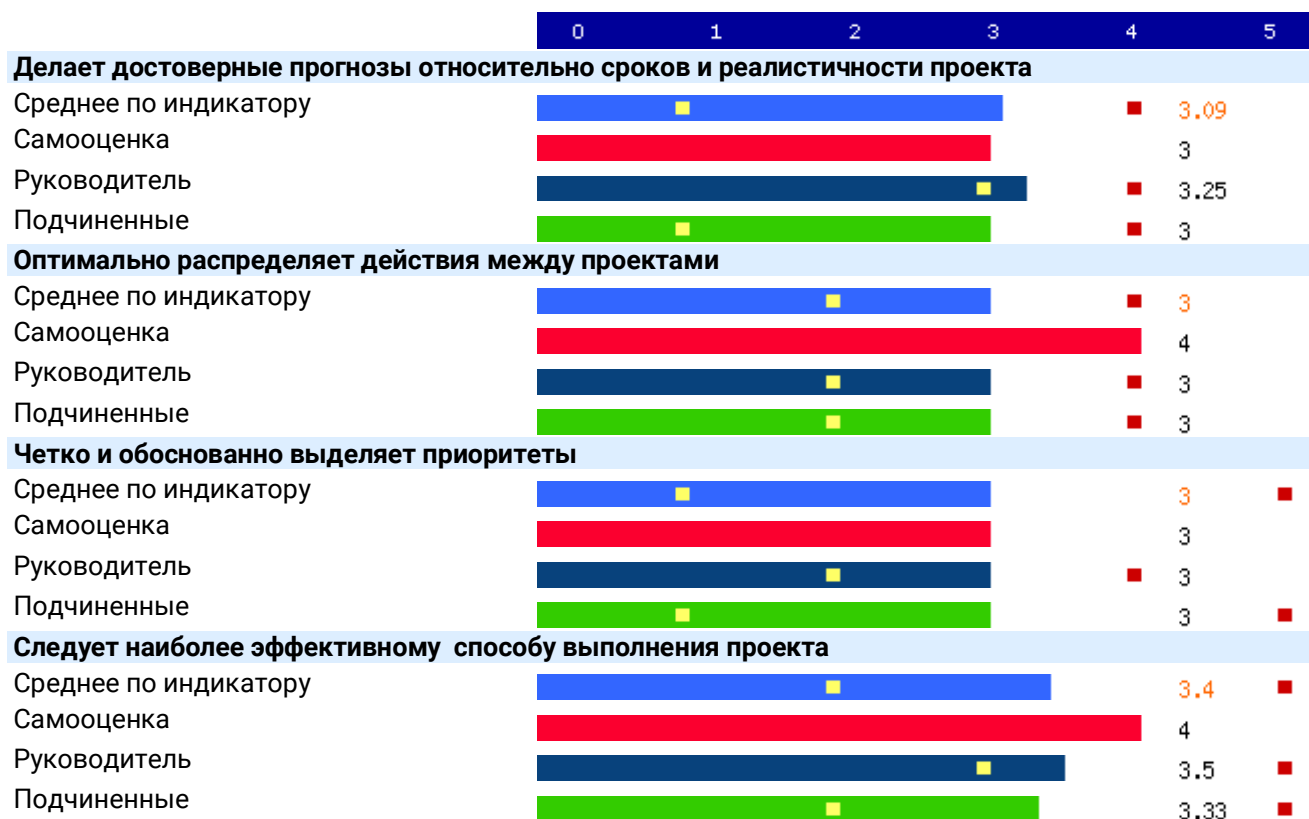 0 1 2 3 4 5
Делает достоверные прогнозы относительно сроков и реалистичности проекта
Среднее по индикатору 3.09
Самооценка 3
Руководитель 3.25
Подчиненные 3
Оптимально распределяет действия между проектами
Среднее по индикатору 3
Самооценка 4
Руководитель 3
Подчиненные 3
Четко и обоснованно выделяет приоритеты
Среднее по индикатору 3
Самооценка 3
Руководитель 3
Подчиненные 3
Следует наиболее эффективному способу выполнения проекта
Среднее по индикатору 3.4
Самооценка 4
Руководитель 3.5
Подчиненные 3.33